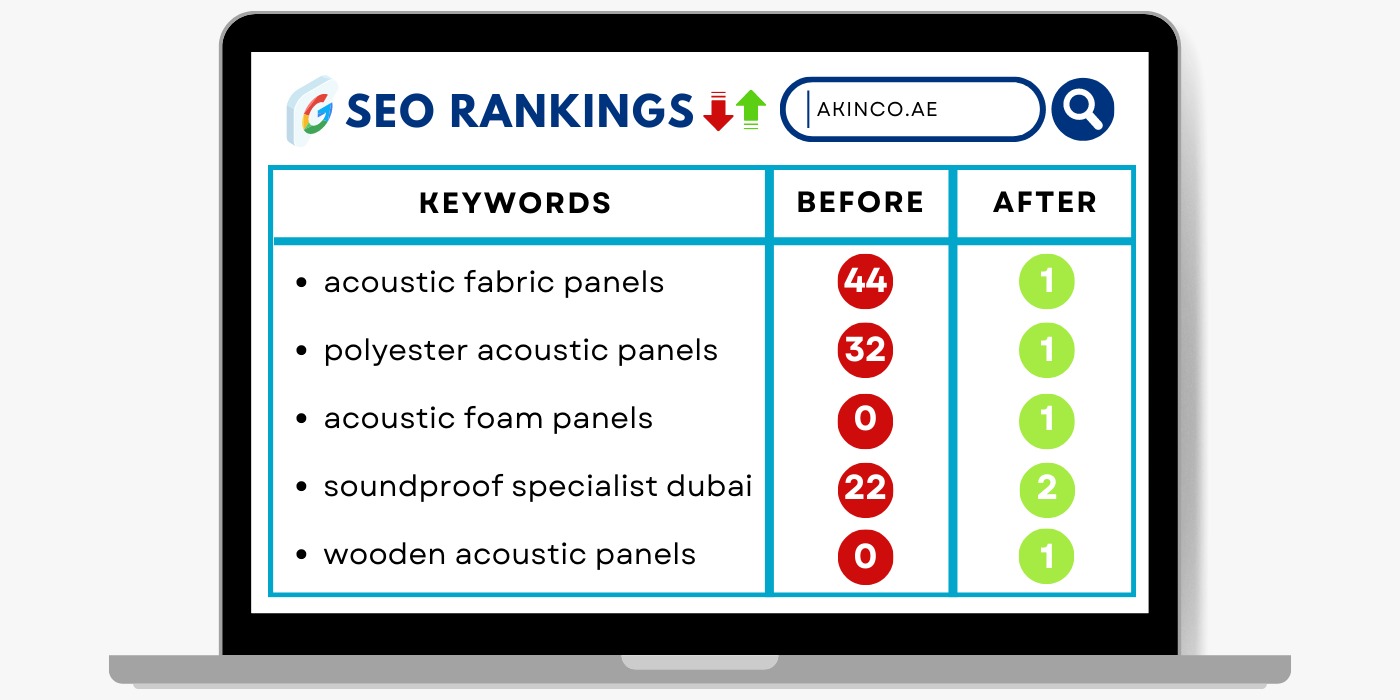 SEO RANKINGS AKINCO.AE
KEYWORDS BEFORE AFTER
acoustic fabric panels 44 1
polyester acoustic panels 32 1
acoustic foam panels 0 1
soundproof specialist dubai 22 2
wooden acoustic panels 0 1